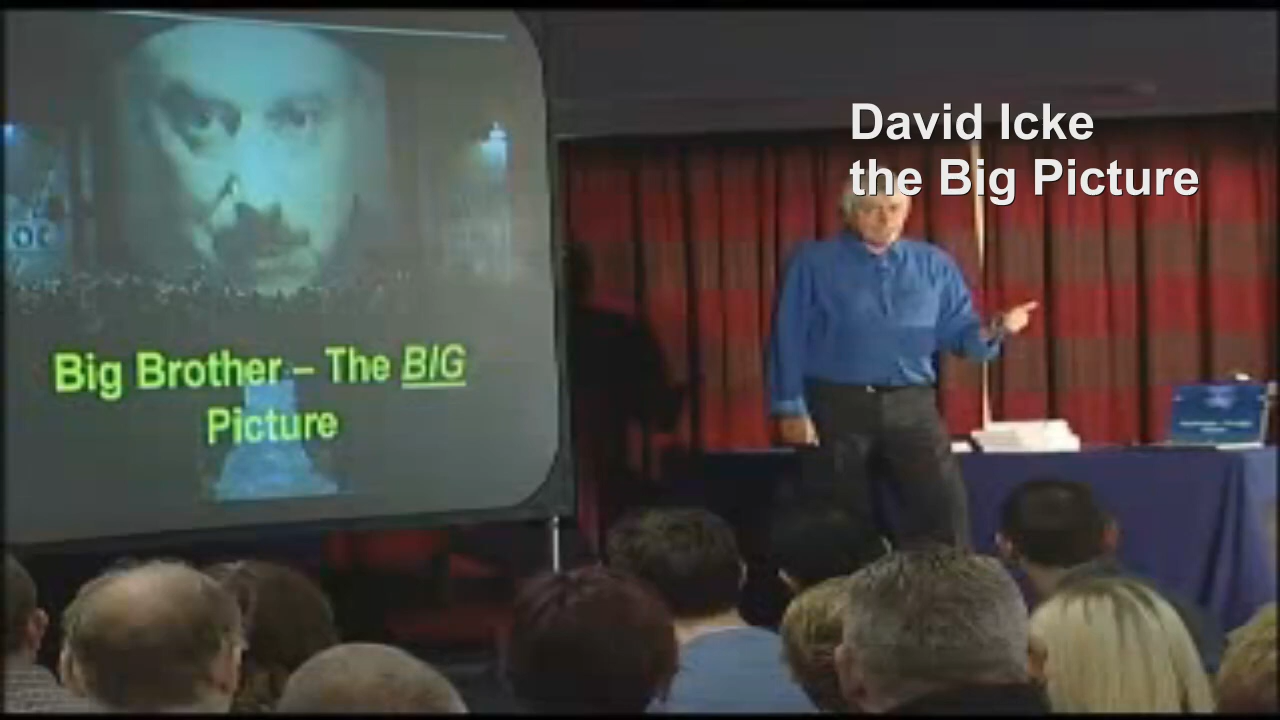 David Icke
the Big Picture
Big Brother – The BIG
Picture